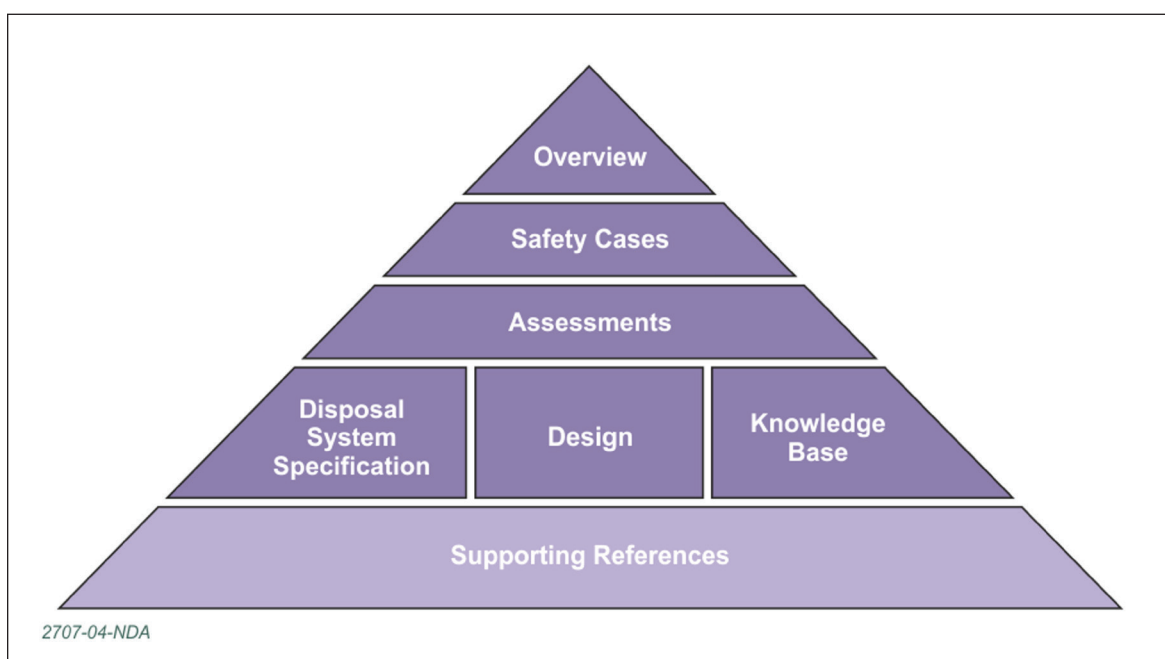 Overview
Safety Cases
Assessments
Disposal
System
Specification
Design
Knowledge
Base
Supporting References
2707-04-NDA